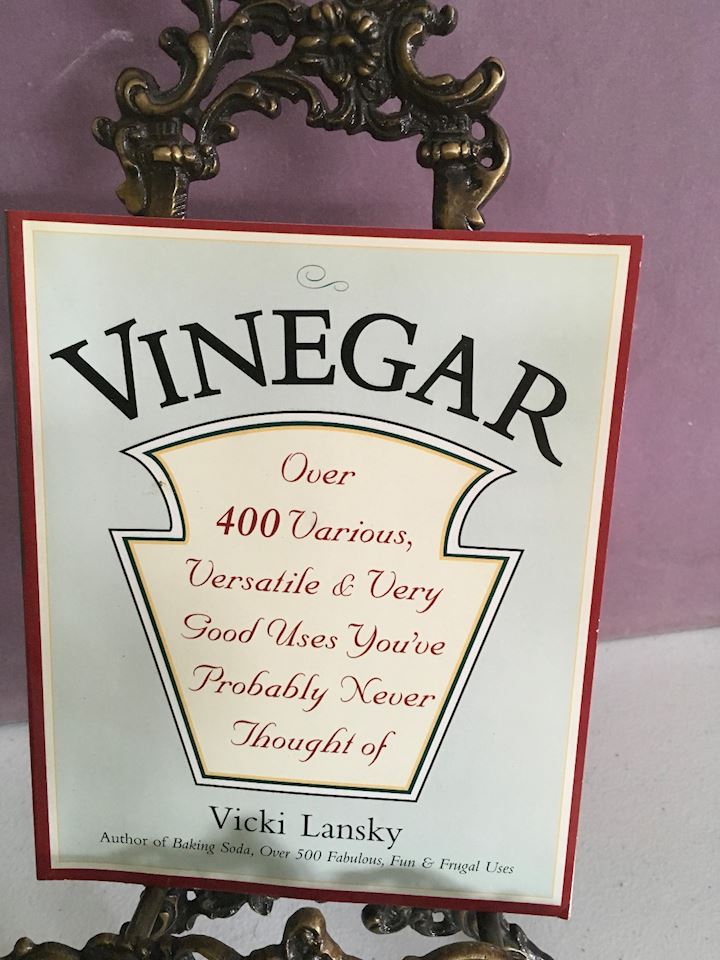 VINEGAR
Over
400 Various,
Versatile & Very
Good Uses You've
Probably Never
Thought of
Vicki Lansky
Author of Baking Soda, Over 500 Fabulous, Fun & Frugal Uses